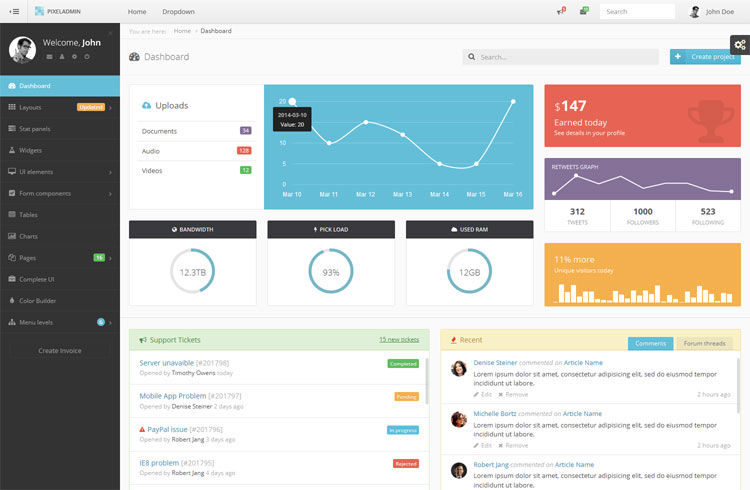 PIXELADMIN
Home Dropdown
Search
John Doe
Welcome, John
Dashboard
Layouts Updated
Stat panels
Widgets
UI elements
Form components
Tables
Charts
Pages 16
Complete UI
Color Builder
Menu levels 6
Create Invoice
You are here: Home Dashboard
Dashboard
Search...
Create project
Uploads
Documents 34
Audio 128
Videos 12
20
15
10
5
0
2014-03-10
Value: 20
Mar 10 Mar 11 Mar 12 Mar 13 Mar 14 Mar 15 Mar 16
$147
Earned today
See details in your profile
RETWEETS GRAPH
312 1000 523
TWEETS FOLLOWERS FOLLOWING
BANDWIDTH
12.3TB
PICK LOAD
93%
USED RAM
12GB
11% more
Unique visitors today
Support Tickets
15 new tickets
Server unavaible [#201798] Completed
Opened by Timothy Owens today
Mobile App Problem [#201797] Pending
Opened by Denise Steiner 2 days ago
PayPal issue [#201796] In progress
Opened by Robert Jang 3 days ago
IE8 problem [#201795] Rejected
Opened by Robert Jang 4 days ago
Recent
Comments Forum threads
Denise Steiner commented on Article Name
Lorem ipsum dolor sit amet, consectetur adipisicing elit, sed do eiusmod tempor
incididunt ut labore.
Edit Remove 2 hours ago
Michelle Bortz commented on Article Name
Lorem ipsum dolor sit amet, consectetur adipisicing elit, sed do eiusmod tempor
incididunt ut labore.
Edit Remove 2 hours ago
Robert Jang commented on Article Name
Lorem ipsum dolor sit amet, consectetur adipisicing elit, sed do eiusmod tempor
incididunt ut labore.